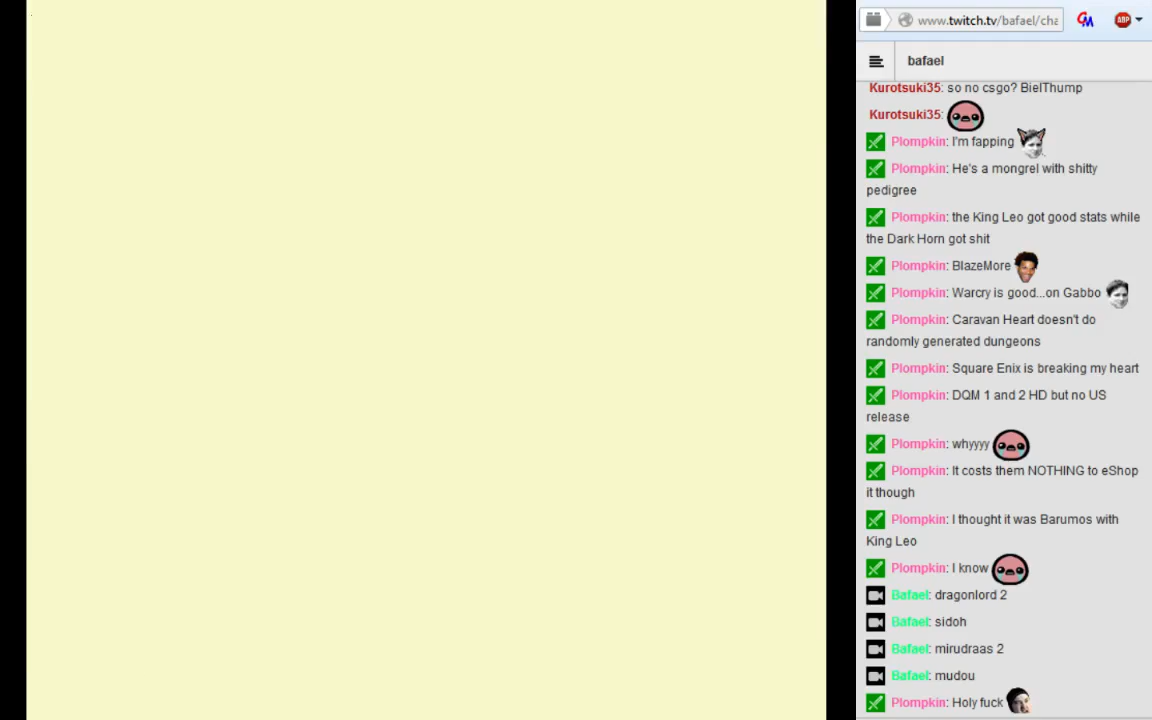 www.twitch.tv/bafael/cha
bafael
Kurotsuki35: so no csgo? BielThump
Kurotsuki35:
Plompkin: I'm fapping
Plompkin: He's a mongrel with shitty
pedigree
Plompkin: the King Leo got good stats while
the Dark Horn got shit
Plompkin: BlazeMore
Plompkin: Warcry is good...on Gabbo
Plompkin: Caravan Heart doesn't do
randomly generated dungeons
Plompkin: Square Enix is breaking my heart
Plompkin: DQM 1 and 2 HD but no US
release
Plompkin: whyyyy
Plompkin: It costs them NOTHING to eShop
it though
Plompkin: I thought it was Barumos with
King Leo
Plompkin: I know
Bafael: dragonlord 2
Bafael: sidoh
Bafael: mirudraas 2
Bafael: mudou
Plompkin: Holy fuck